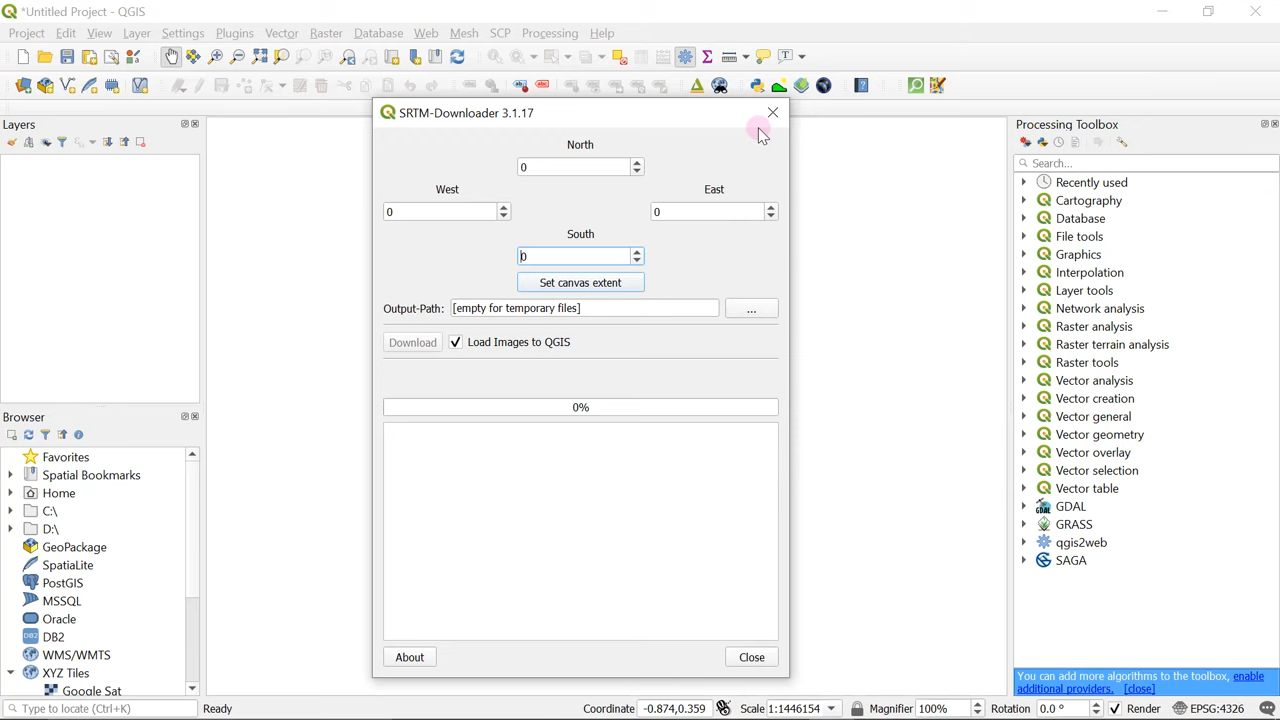 *Untitled Project - QGIS
Project Edit View Layer Settings Plugins Vector Raster Database Web Mesh SCP Processing Help
SRTM-Downloader 3.1.17
North
0
West
East
0
0
South
0
Set canvas extent
Output-Path: [empty for temporary files] ...
Download Load Images to QGIS
0%
About Close
Layers
Browser
Favorites
Spatial Bookmarks
Home
C:\
D:\
GeoPackage
SpatiaLite
PostGIS
MSSQL
Oracle
DB2
WMS/WMTS
XYZ Tiles
Google Sat
Processing Toolbox
Search...
Recently used
Cartography
Database
File tools
Graphics
Interpolation
Layer tools
Network analysis
Raster analysis
Raster terrain analysis
Raster tools
Vector analysis
Vector creation
Vector general
Vector geometry
Vector overlay
Vector selection
Vector table
GDAL
GRASS
qgis2web
SAGA
You can add more algorithms to the toolbox, enable
additional providers. [close]
Type to locate (Ctrl+K) Ready Coordinate -0.874,0.359 Scale 1:1446154 Magnifier 100% Rotation 0.0 ° Render EPSG:4326